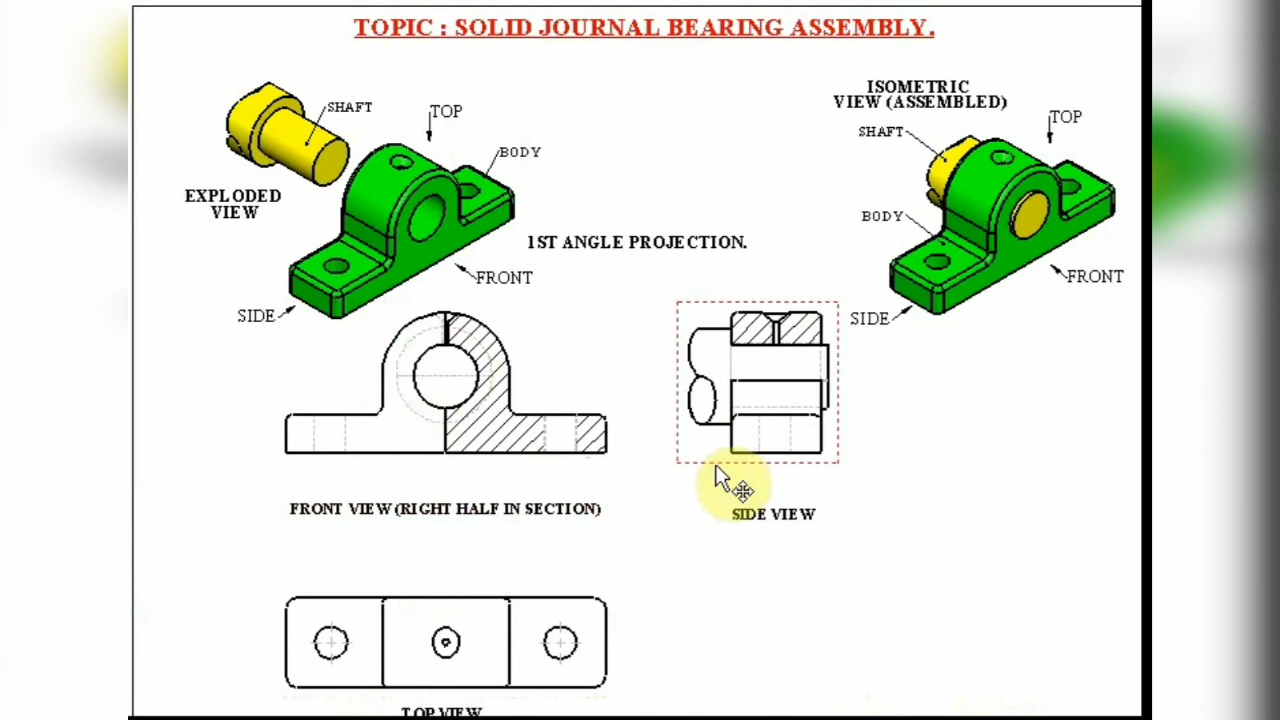 TOPIC : SOLID JOURNAL BEARING ASSEMBLY.
SHAFT
TOP
BODY
EXPLODED
VIEW
FRONT
SIDE
1ST ANGLE PROJECTION.
ISOMETRIC
VIEW (ASSEMBLED)
SHAFT
TOP
BODY
FRONT
SIDE
FRONT VIEW (RIGHT HALF IN SECTION)
SIDE VIEW
TOP VIEW